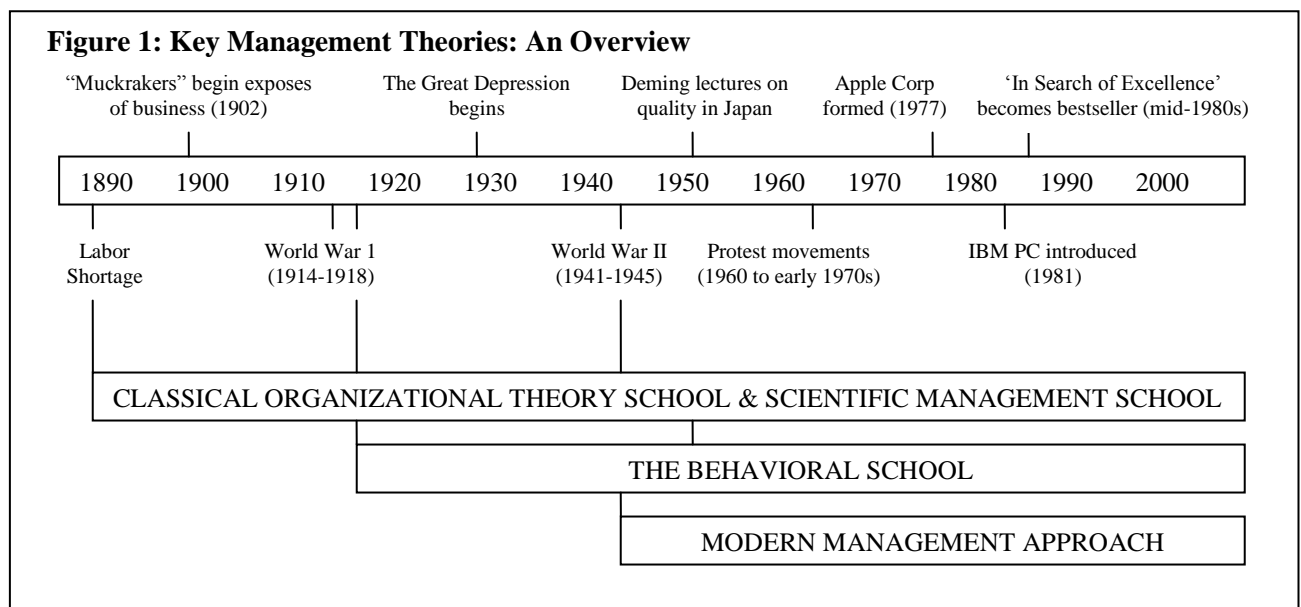 Figure 1: Key Management Theories: An Overview
“Muckrakers” begin exposes
of business (1902)
The Great Depression
begins
Deming lectures on
quality in Japan
Apple Corp
formed (1977)
‘In Search of Excellence’
becomes bestseller (mid-1980s)
1890 1900 1910 1920 1930 1940 1950 1960 1970 1980 1990 2000
Labor
Shortage
World War 1
(1914-1918)
World War II
(1941-1945)
Protest movements
(1960 to early 1970s)
IBM PC introduced
(1981)
CLASSICAL ORGANIZATIONAL THEORY SCHOOL & SCIENTIFIC MANAGEMENT SCHOOL
THE BEHAVIORAL SCHOOL
MODERN MANAGEMENT APPROACH